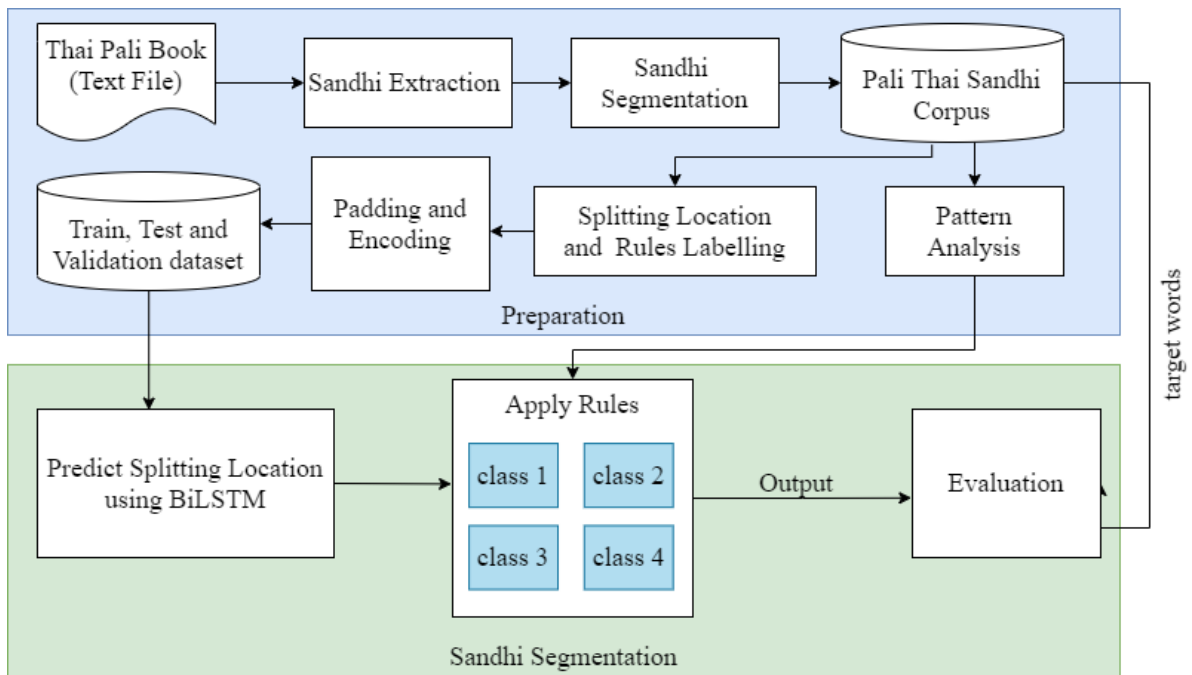 Thai Pali Book
(Text File)
Sandhi Extraction
Sandhi
Segmentation
Pali Thai Sandhi
Corpus
Train, Test and
Validation dataset
Padding and
Encoding
Splitting Location
and Rules Labelling
Pattern
Analysis
Preparation
target words
Predict Splitting Location
using BiLSTM
Apply Rules
class 1
class 2
class 3
class 4
Output
Evaluation
Sandhi Segmentation